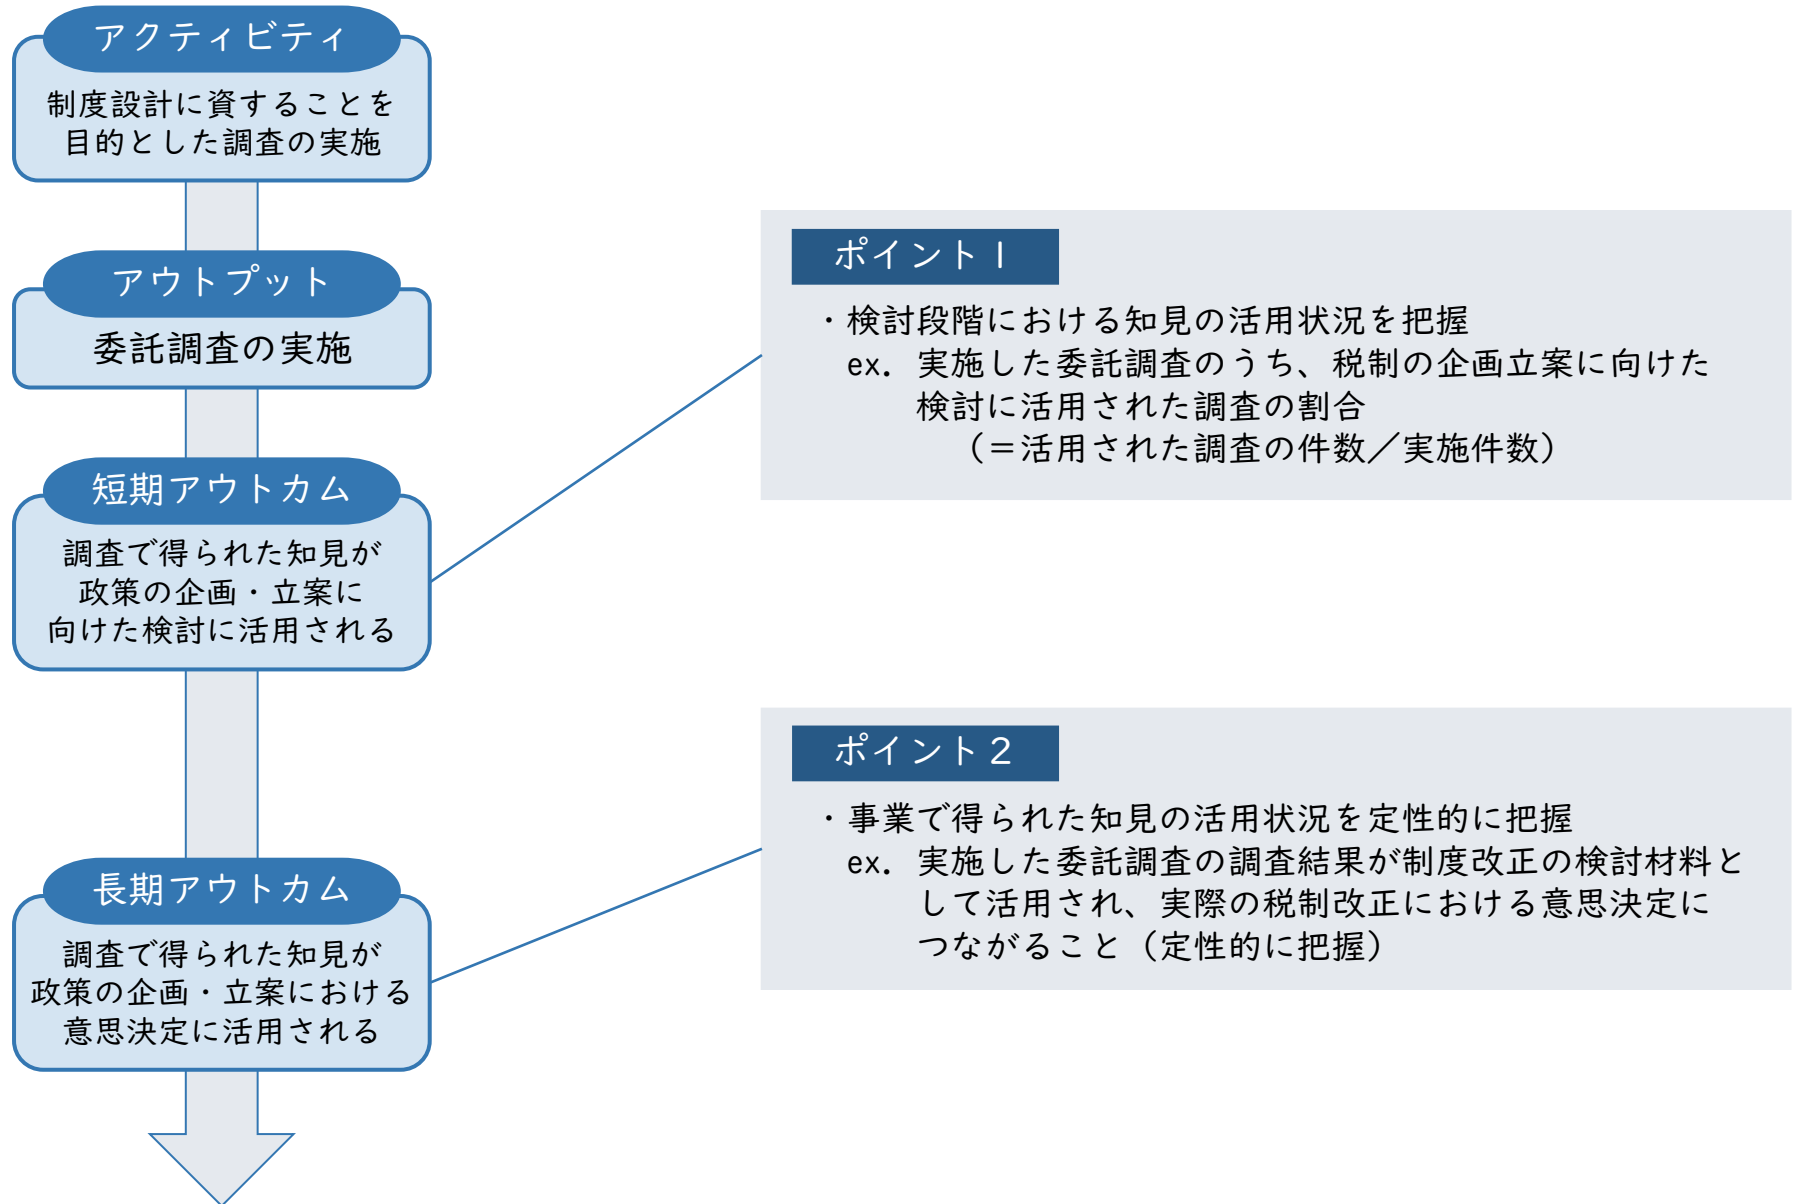 アクティビティ
制度設計に資することを
目的とした調査の実施
アウトプット
委託調査の実施
短期アウトカム
調査で得られた知見が
政策の企画・立案に
向けた検討に活用される
長期アウトカム
調査で得られた知見が
政策の企画・立案における
意思決定に活用される
ポイント1
・検討段階における知見の活用状況を把握
ex. 実施した委託調査のうち、税制の企画立案に向けた
検討に活用された調査の割合
（＝活用された調査の件数／実施件数）
ポイント2
・事業で得られた知見の活用状況を定性的に把握
ex. 実施した委託調査の調査結果が制度改正の検討材料と
して活用され、実際の税制改正における意思決定に
つながること（定性的に把握）